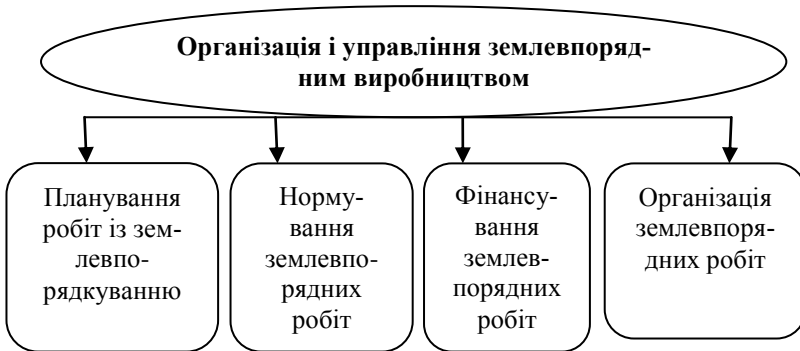 Організація і управління землевпоряд-
ним виробництвом
Планування
робіт із зем-
левпо-
рядкуванню
Норму-
вання
землевпо-
рядних
робіт
Фінансу-
вання
землев-
порядних
робіт
Організація
землевпоря-
дних робіт